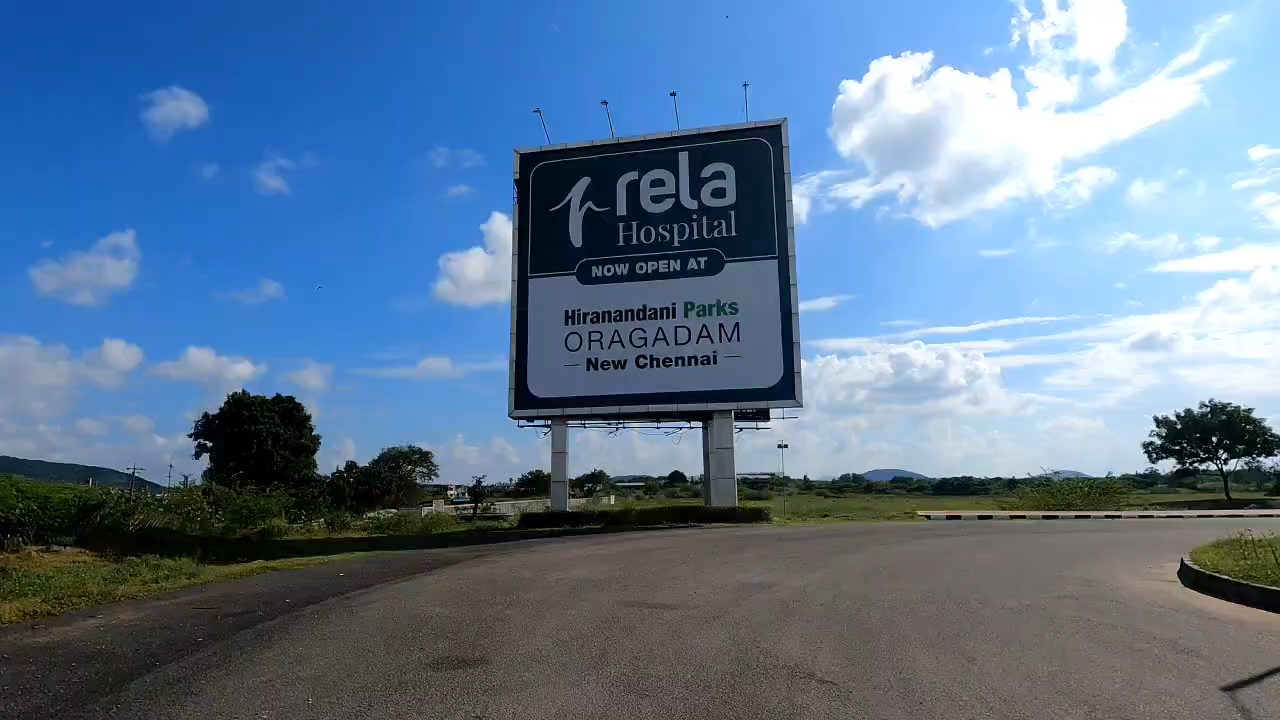 rela
Hospital
NOW OPEN AT
Hiranandani Parks
ORAGADAM
— New Chennai —